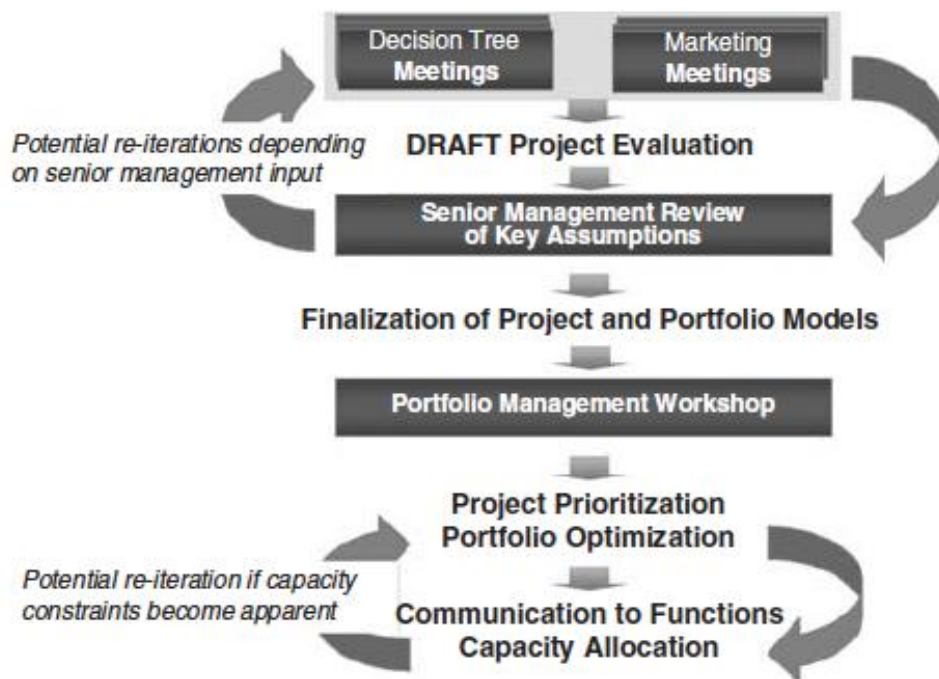 Decision Tree
Meetings
Marketing
Meetings
Potential re-iterations depending
on senior management input
DRAFT Project Evaluation
Senior Management Review
of Key Assumptions
Finalization of Project and Portfolio Models
Portfolio Management Workshop
Project Prioritization
Portfolio Optimization
Potential re-iteration if capacity
constraints become apparent
Communication to Functions
Capacity Allocation